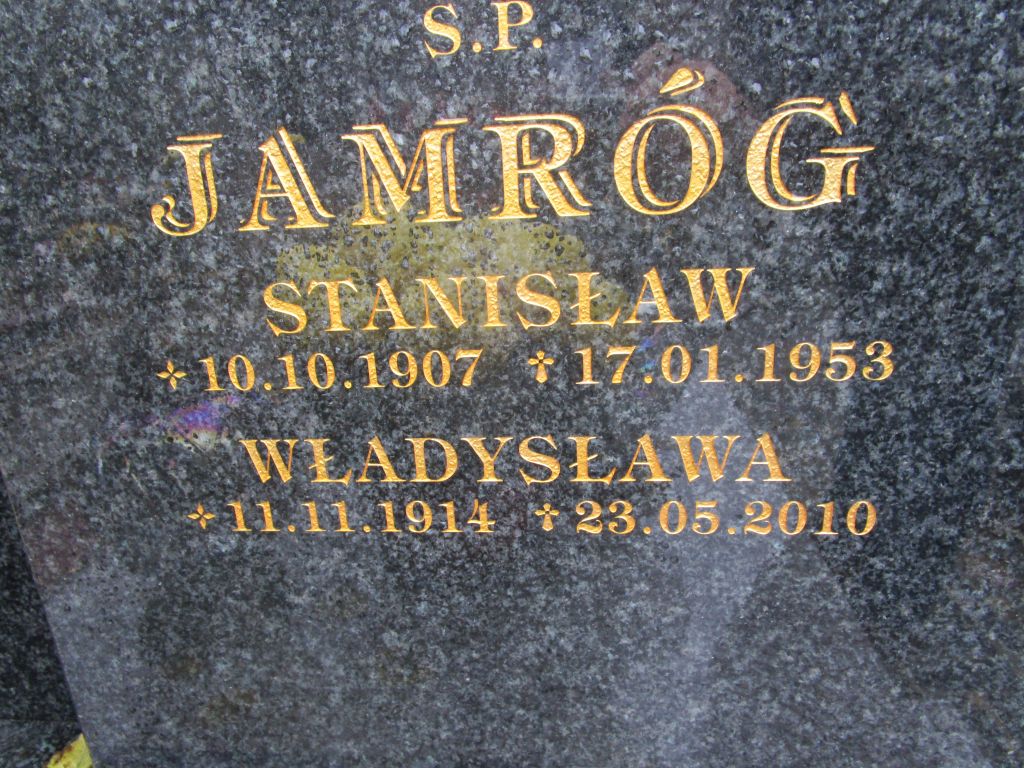 S.P.
JAMRÓG
STANISŁAW
10.10.1907 ✝ 17.01.1953
WŁADYSŁAWA
11.11.1914 ✝ 23.05.2010